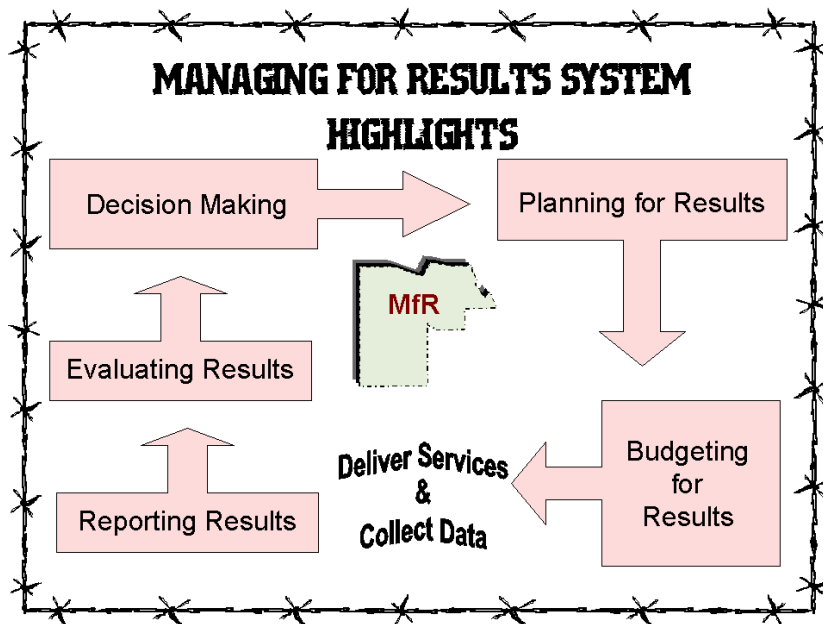 MANAGING FOR RESULTS SYSTEM
HIGHLIGHTS
Decision Making
Planning for Results
MfR
Evaluating Results
Budgeting
for
Results
Deliver Services
&
Collect Data
Reporting Results